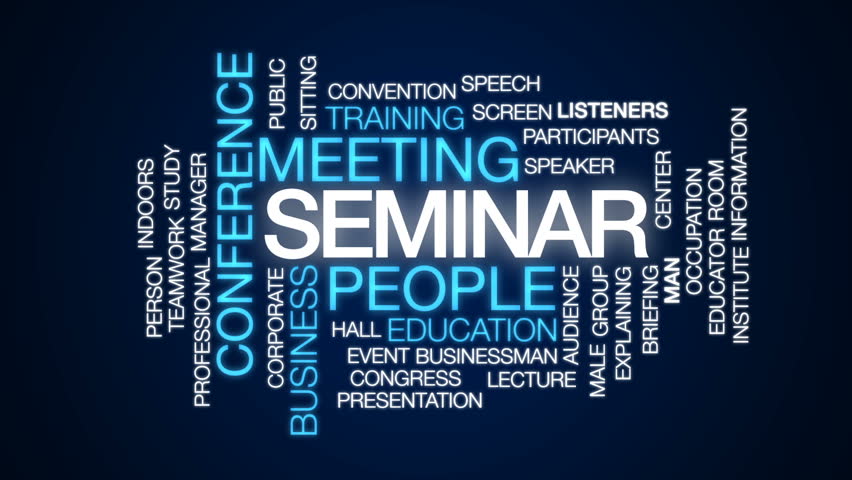 CONFERENCE
PUBLIC
SITTING
CONVENTION
SPEECH
TRAINING
SCREEN
LISTENERS
PARTICIPANTS
MEETING
SPEAKER
SEMINAR
CENTER
PERSON INDOORS
TEAMWORK STUDY
PROFESSIONAL MANAGER
CORPORATE
BUSINESS
PEOPLE
HALL
EDUCATION
EVENT BUSINESSMAN
CONGRESS
LECTURE
PRESENTATION
AUDIENCE
MALE GROUP
EXPLAINING
BRIEFING
MAN
OCCUPATION
EDUCATOR ROOM
INSTITUTE INFORMATION